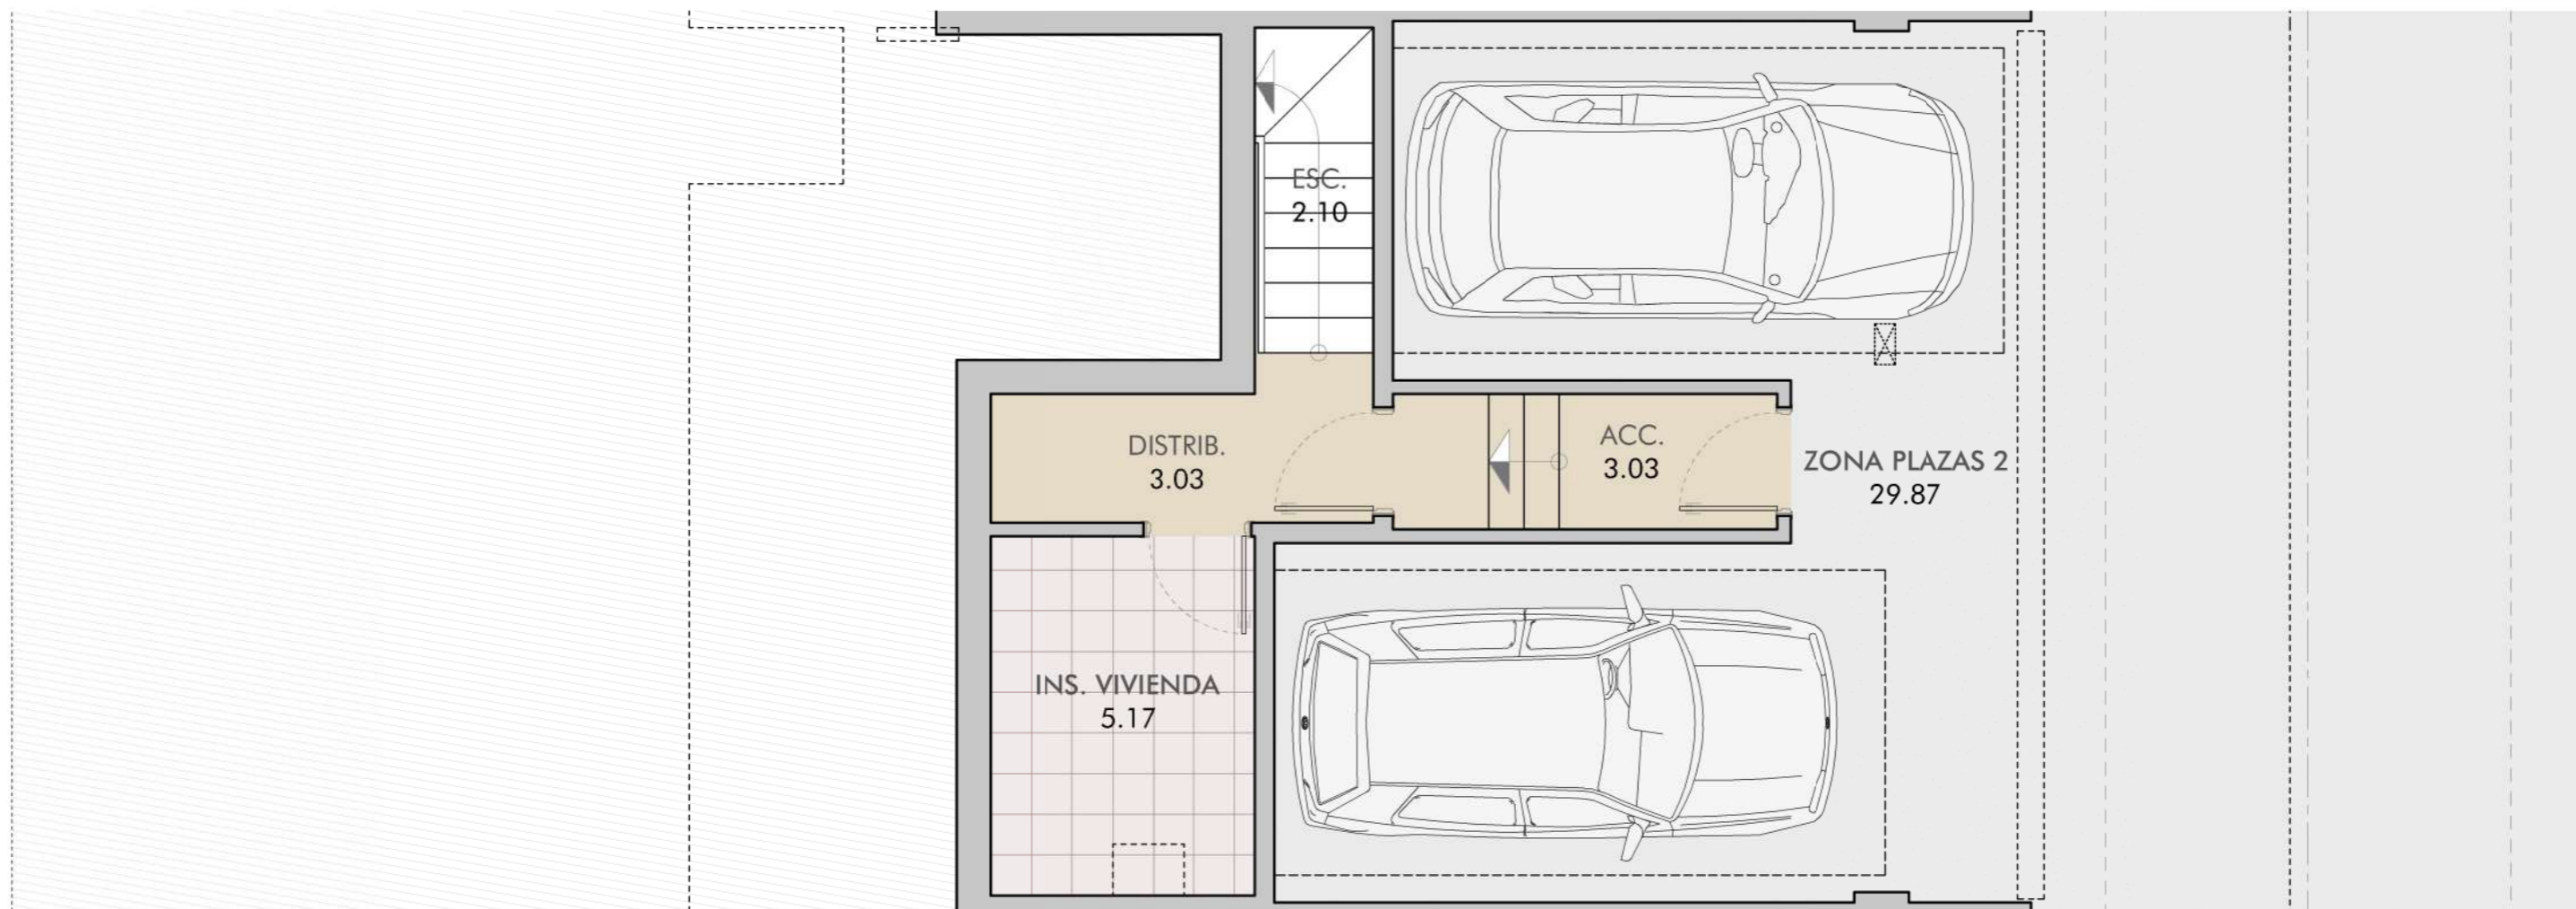 ESC.
2.10
DISTRIB.
3.03
ACC.
3.03
ZONA PLAZAS 2
29.87
INS. VIVIENDA
5.17